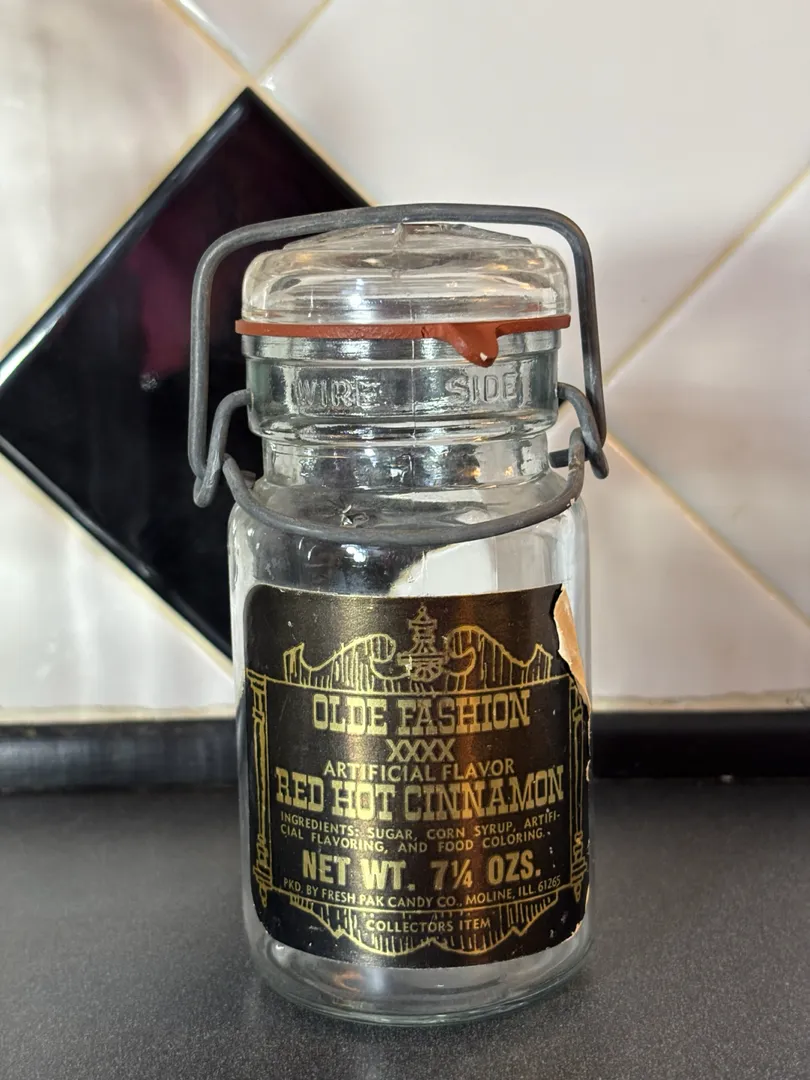 WIRE SIDE
OLDE FASHION
XXXX
ARTIFICIAL FLAVOR
RED HOT CINNAMON
INGREDIENTS: SUGAR, CORN SYRUP, ARTIFI-
CIAL FLAVORING, AND FOOD COLORING.
NET WT. 7¼ OZS.
PKD. BY FRESH PAK CANDY CO., MOLINE, ILL. 61265
COLLECTORS ITEM